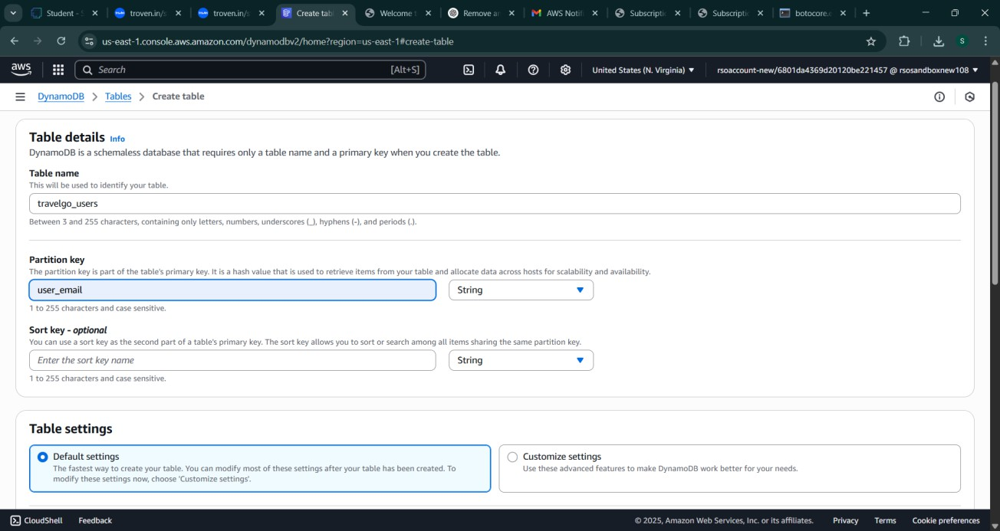 Student - S
troven.in/s
troven.in/s
Create tabl
Welcome t
Remove an
AWS Notifi
Subscriptio
Subscriptio
botocore.e
us-east-1.console.aws.amazon.com/dynamodbv2/home?region=us-east-1#create-table
S
aws
Search
[Alt+S]
United States (N. Virginia)
rsoaccount-new/6801da4369d20120be221457 @ rsosandboxnew108
DynamoDB
Tables
Create table
Table details Info
DynamoDB is a schemaless database that requires only a table name and a primary key when you create the table.
Table name
This will be used to identify your table.
travelgo_users
Between 3 and 255 characters, containing only letters, numbers, underscores (_), hyphens (-), and periods (.).
Partition key
The partition key is part of the table's primary key. It is a hash value that is used to retrieve items from your table and allocate data across hosts for scalability and availability.
user_email
String
1 to 255 characters and case sensitive.
Sort key - optional
You can use a sort key as the second part of a table's primary key. The sort key allows you to sort or search among all items sharing the same partition key.
Enter the sort key name
String
1 to 255 characters and case sensitive.
Table settings
Default settings
The fastest way to create your table. You can modify most of these settings after your table has been created. To
modify these settings now, choose 'Customize settings'.
Customize settings
Use these advanced features to make DynamoDB work better for your needs.
CloudShell
Feedback
© 2025, Amazon Web Services, Inc. or its affiliates.
Privacy
Terms
Cookie preferences